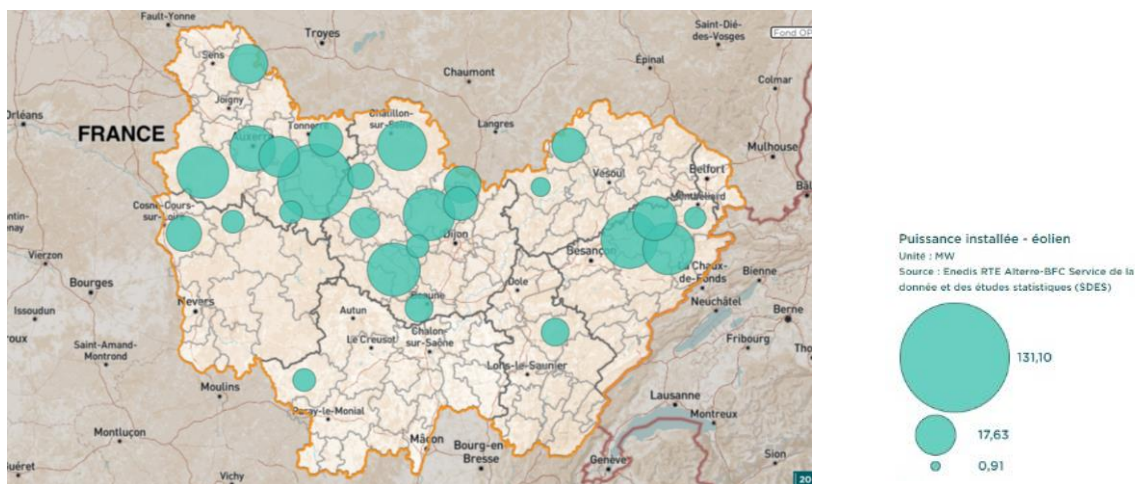 Fault-Yonne
Troyes
Saint-Dié-
des-Vosges
Fond OP
Sens
Épinal
Chaumont
Colmar
Joigny
Orléans
FRANCE
Tonnerre
Langres
Mulhouse
Vesoul
Belfort
Montbéliard
Cosne-Cours-
sur-Loire
Dijon
Besançon
Vierzon
La Chaux-
de-Fonds
Bienne
Bourges
Dole
Nevers
Neuchâtel
Beaune
Issoudun
Autun
Berne
Le Creusot
Chalon-
sur-Saône
Saint-Amand-
Montrond
Fribourg
Lons-le-Saunier
Moulins
Lausanne
Paray-le-Monial
Montreux
Montluçon
Mâcon
Bourg-en-
Bresse
Sion
Genève
Guéret
Vichy
20
Puissance installée - éolien
Unité : MW
Source : Enedis RTE Alterre-BFC Service de la
donnée et des études statistiques (SDES)
131,10
17,63
0,91